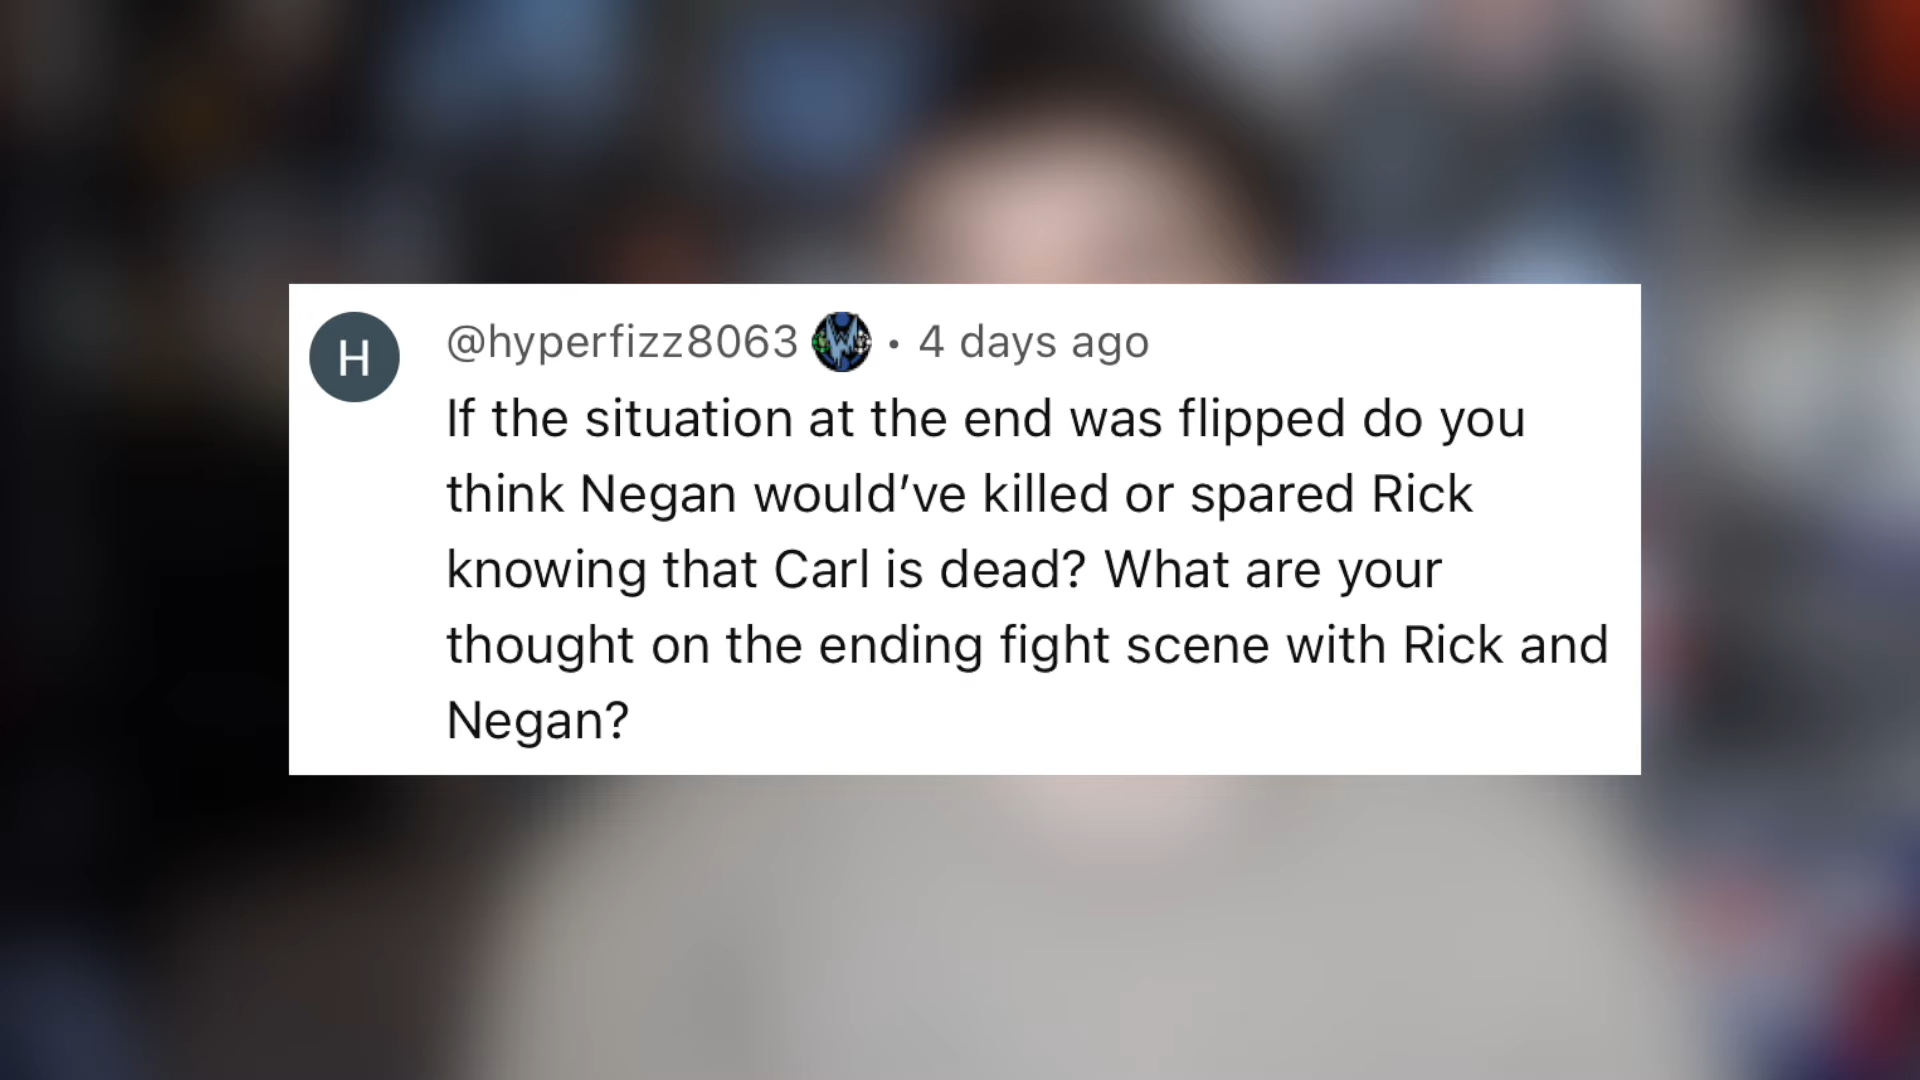 H
@hyperfizz8063 • 4 days ago
If the situation at the end was flipped do you
think Negan would’ve killed or spared Rick
knowing that Carl is dead? What are your
thought on the ending fight scene with Rick and
Negan?